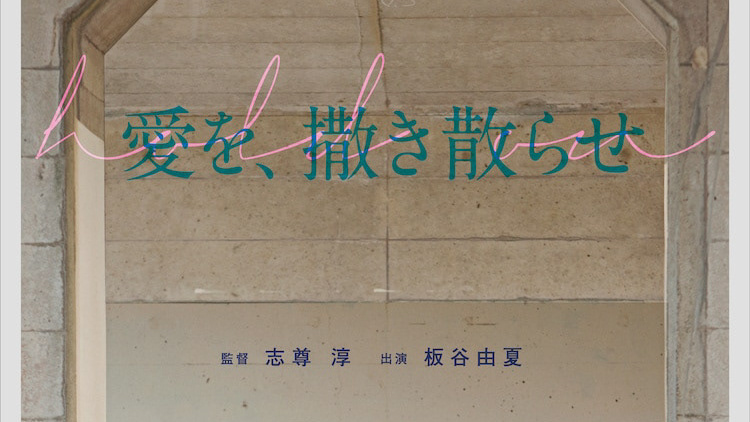 愛を、撒き散らせ
監督 志尊 淳 出演 板谷由夏